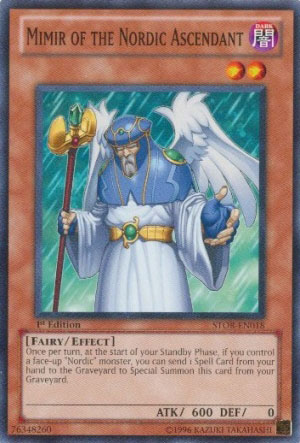 MIMIR OF THE NORDIC ASCENDANT
DARK
闇
1st Edition
STOR-EN018
[FAIRY/EFFECT]
Once per turn, at the start of your Standby Phase, If you control
a face-up "Nordic" monster, you can send 1 Spell Card from your
hand to the Graveyard to Special Summon this card from your
Graveyard.
ATK/ 600 DEF/ 0
76348260
©1996 KAZUKI TAKAHASHI